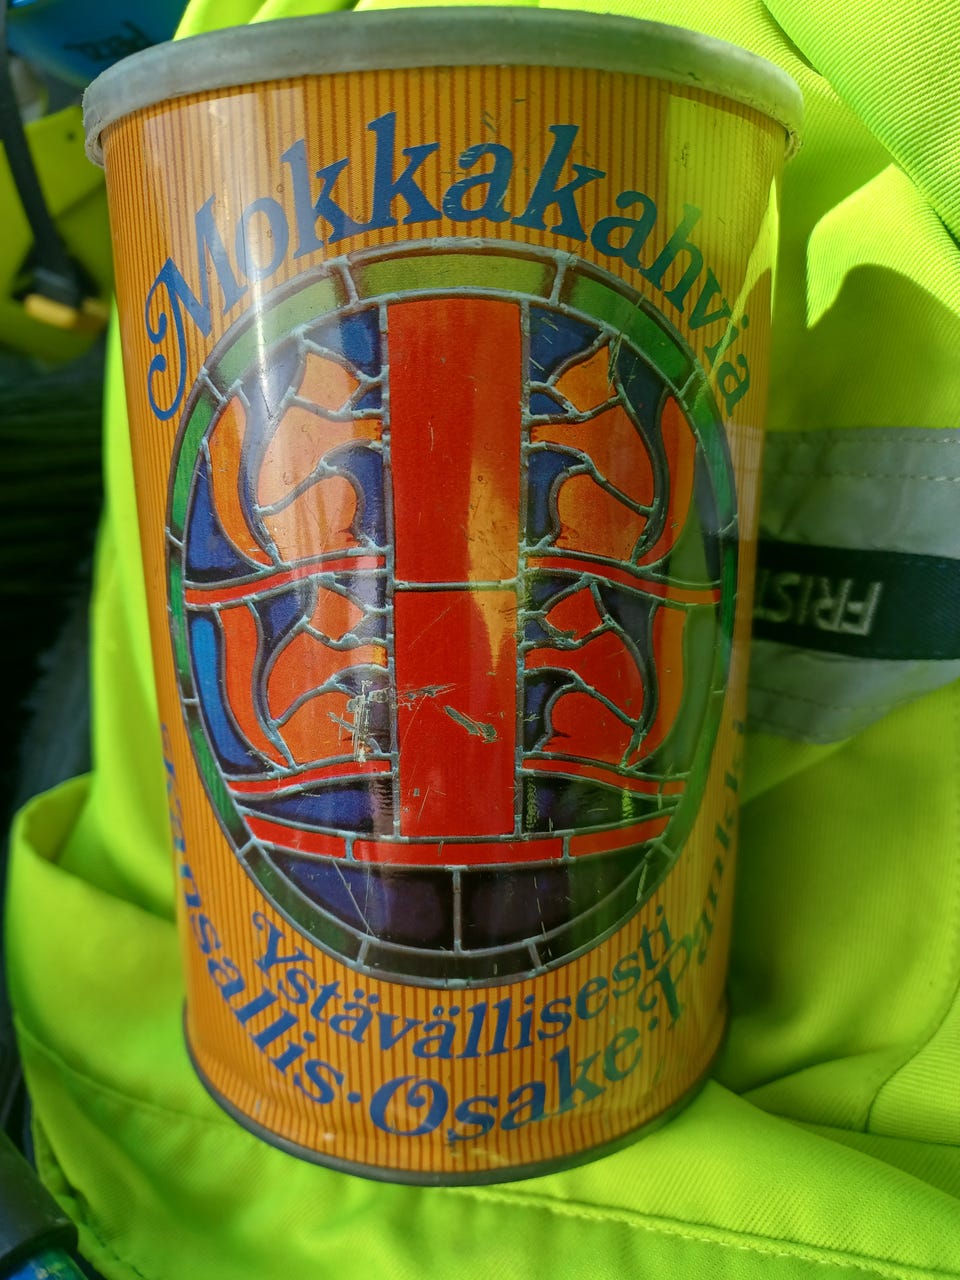 Mokkakahvia
Ystävällisesti
Kansallis-Osake-Pankki
FRIST